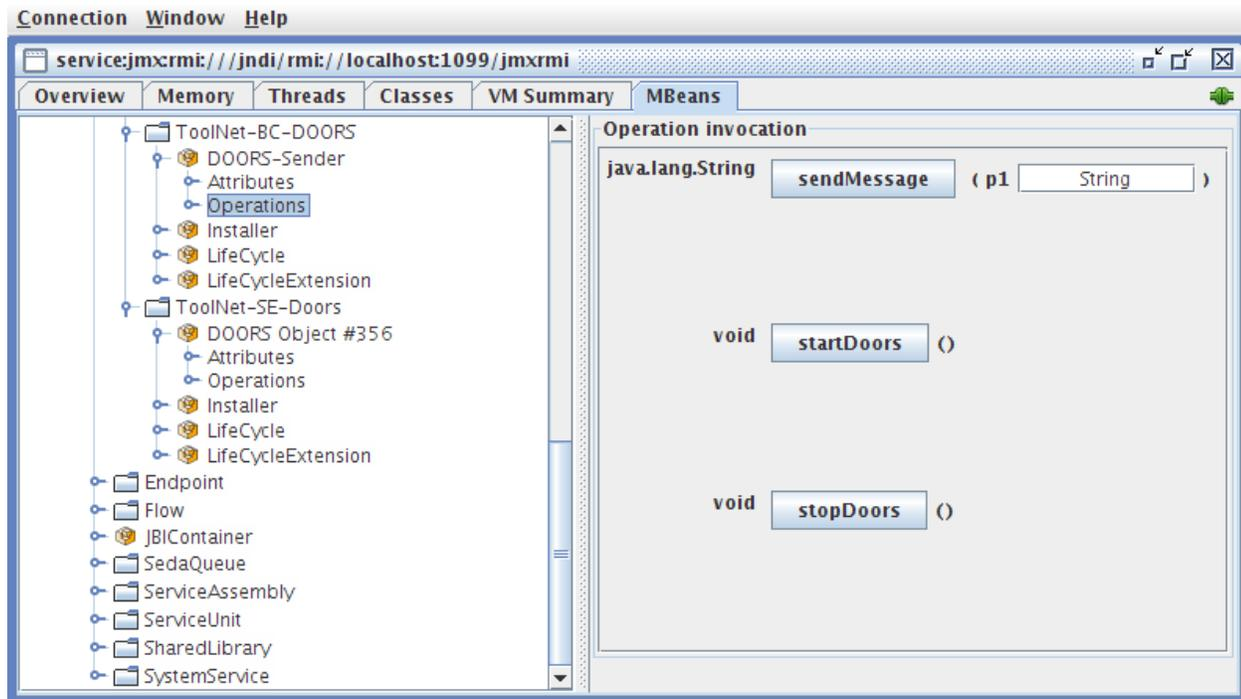 Connection Window Help
service:jmx:rmi:///jndi/rmi://localhost:1099/jmxrmi
Overview Memory Threads Classes VM Summary MBeans
ToolNet-BC-DOORS
DOORS-Sender
Attributes
Operations
Installer
LifeCycle
LifeCycleExtension
ToolNet-SE-Doors
DOORS Object #356
Attributes
Operations
Installer
LifeCycle
LifeCycleExtension
Endpoint
Flow
JBIContainer
SedaQueue
ServiceAssembly
ServiceUnit
SharedLibrary
SystemService
Operation invocation
java.lang.String sendMessage ( p1 String )
void startDoors ()
void stopDoors ()